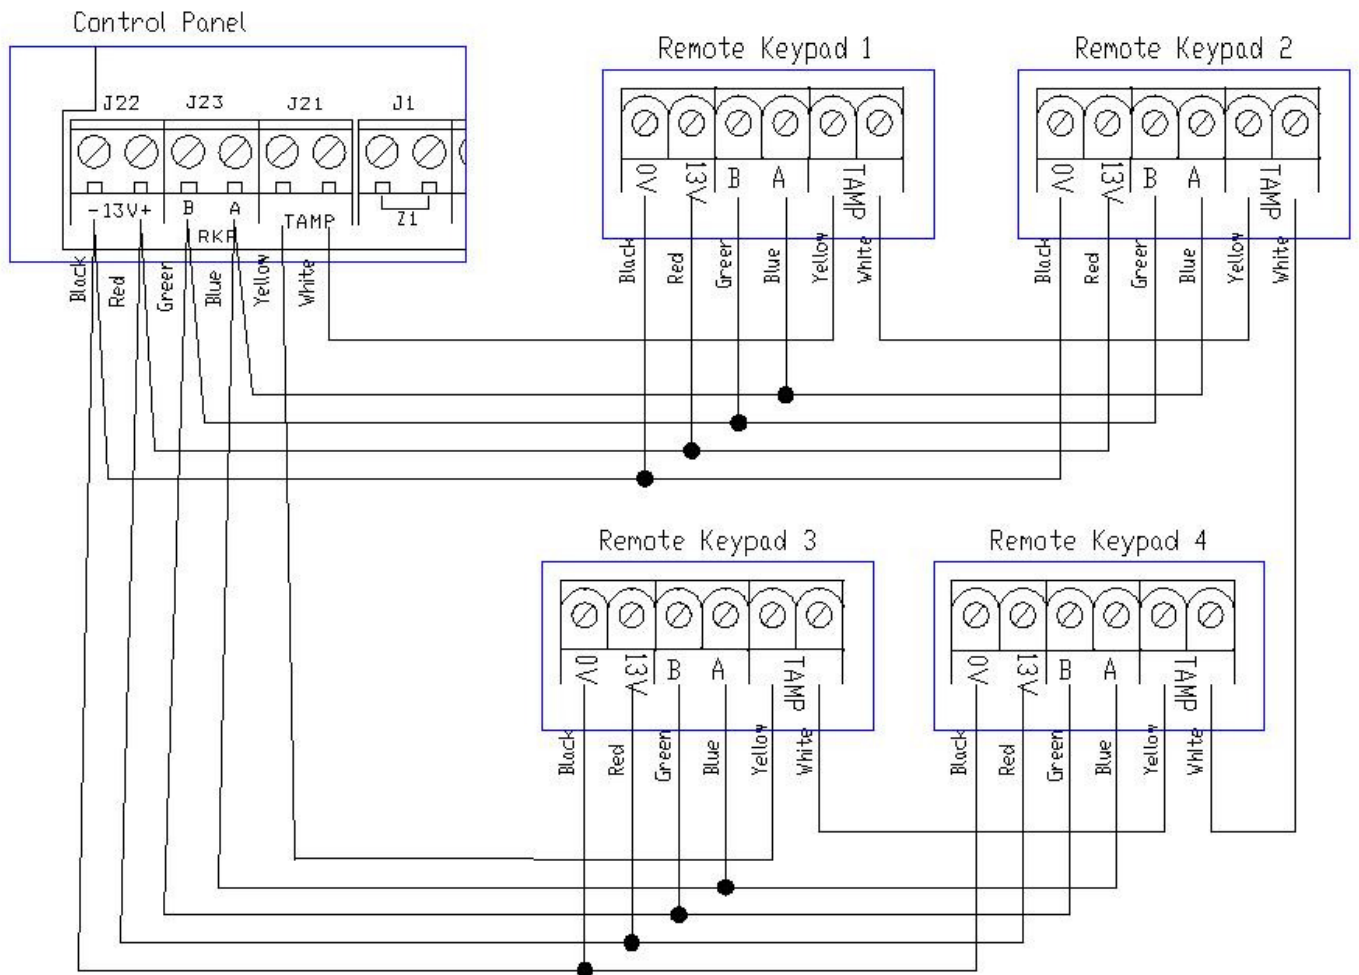 Control Panel
J22 J23 J21 J1
-13V+ B A TAMP Z1
RKP
Black Red Green Blue Yellow White
Remote Keypad 1
0V 13V B A TAMP
Black Red Green Blue Yellow White
Remote Keypad 2
0V 13V B A TAMP
Black Red Green Blue Yellow White
Remote Keypad 3
0V 13V B A TAMP
Black Red Green Blue Yellow White
Remote Keypad 4
0V 13V B A TAMP
Black Red Green Blue Yellow White